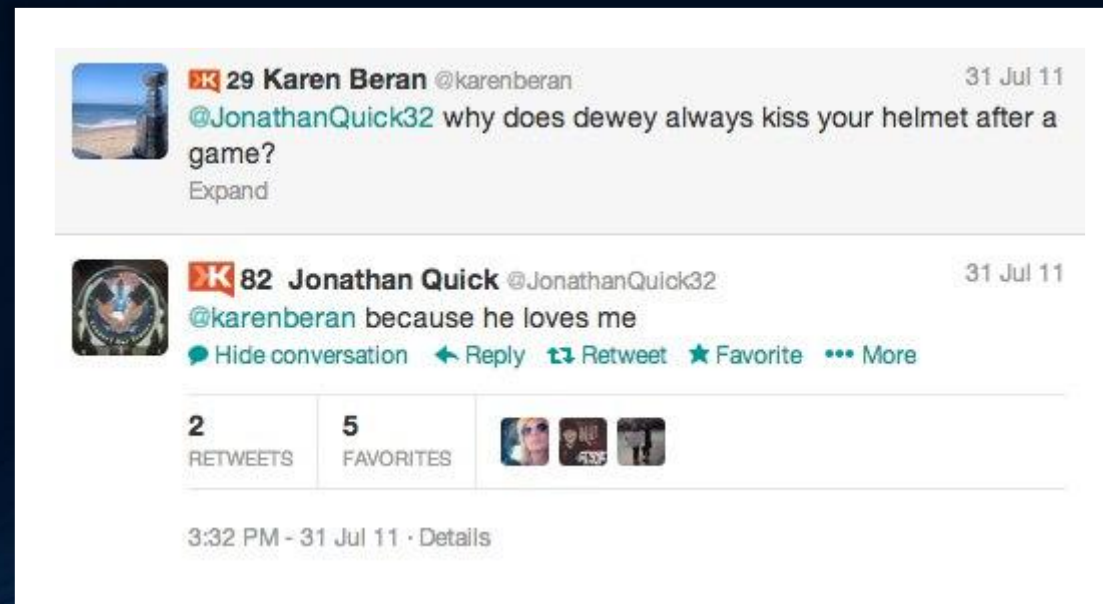 K 29 Karen Beran @karenberan 31 Jul 11
@JonathanQuick32 why does dewey always kiss your helmet after a
game?
Expand
K 82 Jonathan Quick @JonathanQuick32 31 Jul 11
@karenberan because he loves me
Hide conversation Reply Retweet Favorite More
2 5
RETWEETS FAVORITES
3:32 PM - 31 Jul 11 · Details